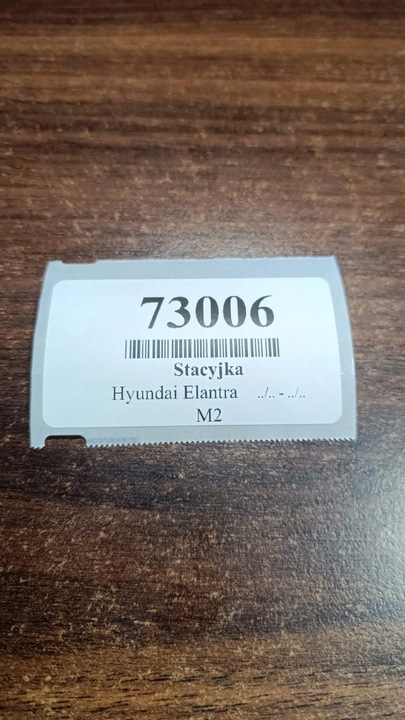 73006
Stacyjka
Hyundai Elantra ../.. - ../..
M2